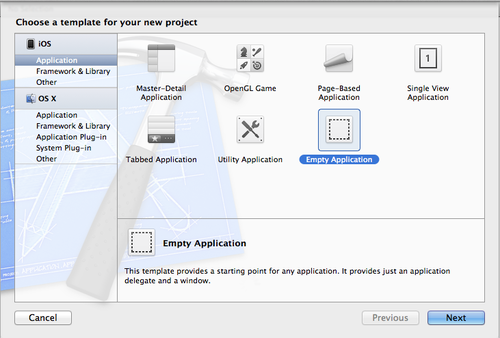 Choose a template for your new project
iOS
Application
Framework & Library
Other
OS X
Application
Framework & Library
Application Plug-in
System Plug-in
Other
Master-Detail
Application
OpenGL Game
Page-Based
Application
1
Single View
Application
Tabbed Application
Utility Application
Empty Application
Empty Application
This template provides a starting point for any application. It provides just an application
delegate and a window.
Cancel
Previous
Next